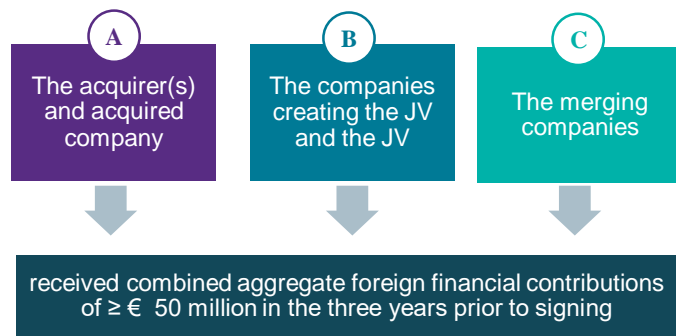 A
The acquirer(s)
and acquired
company
B
The companies
creating the JV
and the JV
C
The merging
companies
received combined aggregate foreign financial contributions
of ≥ € 50 million in the three years prior to signing